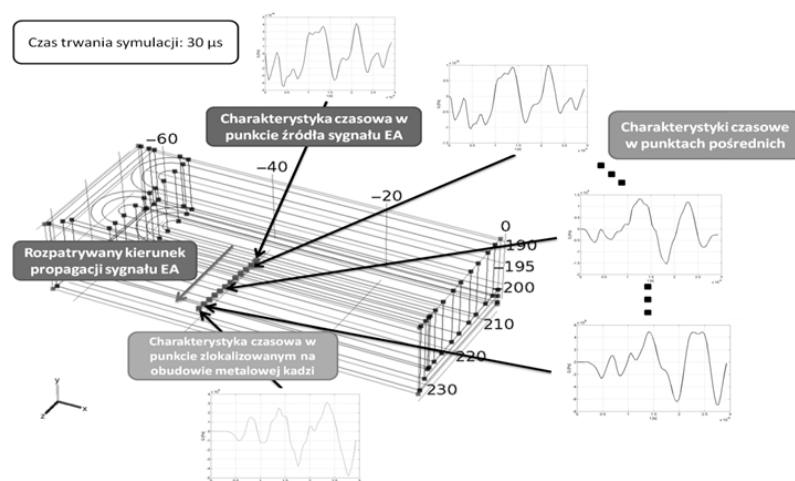 Czas trwania symulacji: 30 µs
Charakterystyka czasowa w
punkcie źródła sygnału EA
Charakterystyki czasowe
w punktach pośrednich
−60
−40
−20
0
−190
−195
200
210
220
230
Rozpatrywany kierunek
propagacji sygnału EA
Charakterystyka czasowa w
punkcie zlokalizowanym na
obudowie metalowej kadzi
y
x
z